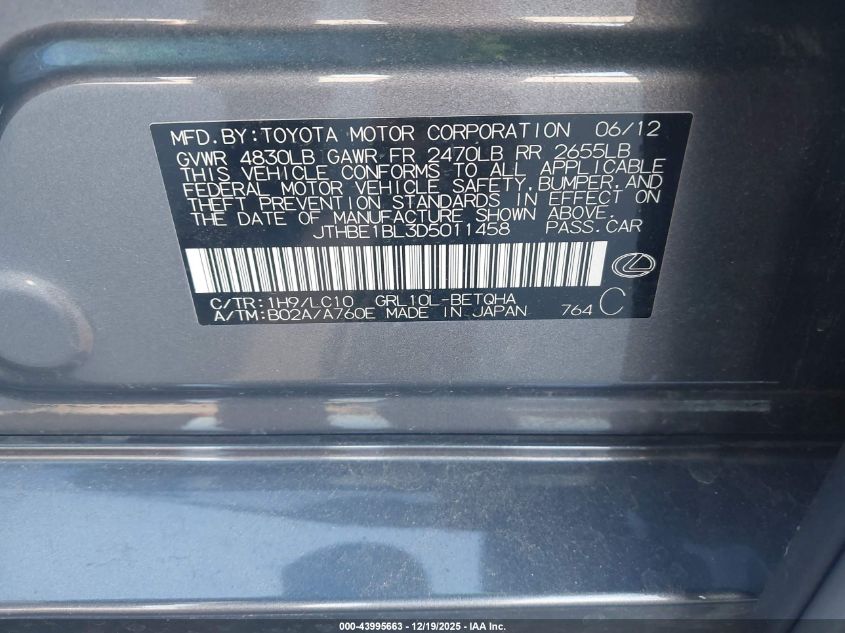 MFD.BY:TOYOTA MOTOR CORPORATION 06/12
GVWR 4830LB GAWR FR 2470LB RR 2655LB
THIS VEHICLE CONFORMS TO ALL APPLICABLE
FEDERAL MOTOR VEHICLE SAFETY,BUMPER,AND
THEFT PREVENTION STANDARDS IN EFFECT ON
THE DATE OF MANUFACTURE SHOWN ABOVE.
JTHBE1BL3D5011458 PASS.CAR
C/TR:1H9/LC10 GRL10L-BETQHA
A/TM:B02A/A760E MADE IN JAPAN 764 C
000-43995663 - 12/19/2025 - IAA Inc.